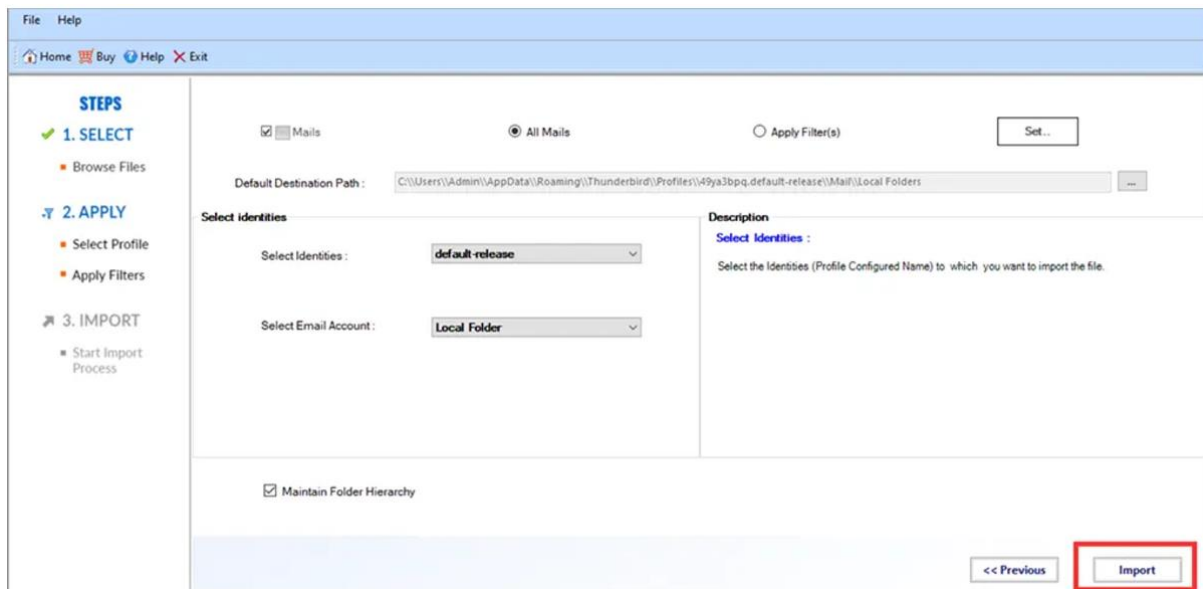 File Help
Home Buy Help Exit
STEPS
1. SELECT
Browse Files
2. APPLY
Select Profile
Apply Filters
3. IMPORT
Start Import
Process
Mails All Mails Apply Filter(s) Set...
Default Destination Path : C:\\Users\\Admin\\AppData\\Roaming\\Thunderbird\\Profiles\\49ya3bpq.default-release\\Mail\\Local Folders ...
Select identities
Select Identities : default-release
Select Email Account : Local Folder
Description
Select Identities :
Select the Identities (Profile Configured Name) to which you want to import the file.
Maintain Folder Hierarchy
<< Previous Import